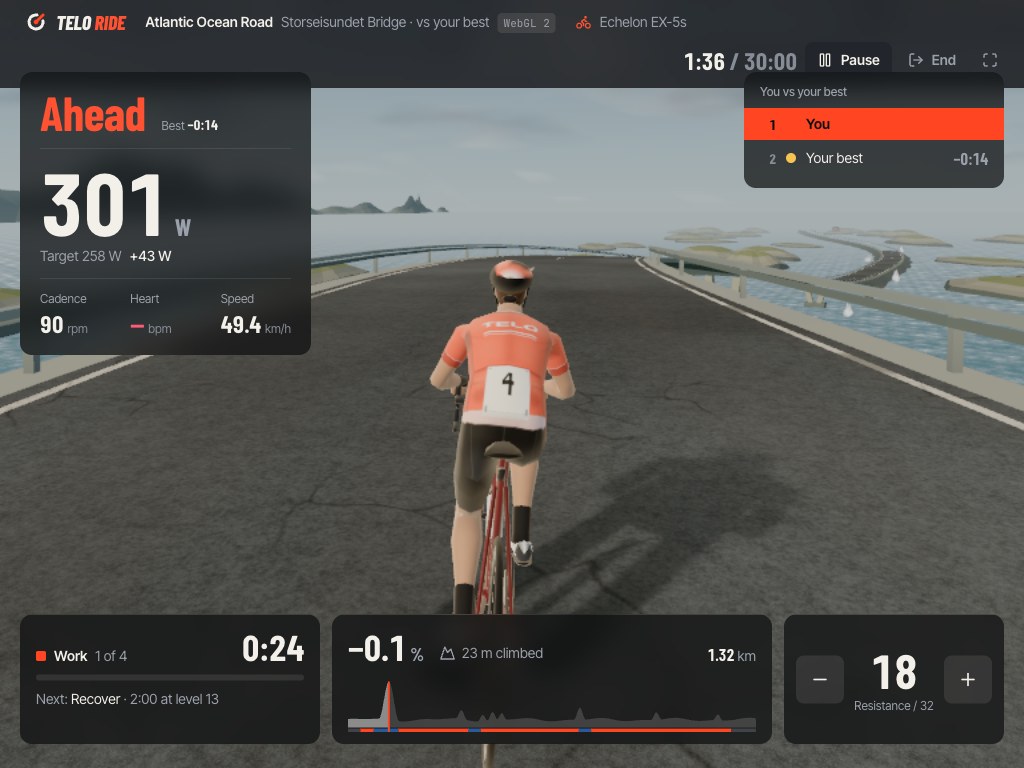 TELO RIDE Atlantic Ocean Road Storseisundet Bridge · vs your best WebGL 2 Echelon EX-5s
1:36 / 30:00 Pause End
Ahead Best −0:14
301 W
Target 258 W +43 W
Cadence Heart Speed
90 rpm – bpm 49.4 km/h
You vs your best
1 You
2 Your best −0:14
TELO
4
Work 1 of 4 0:24
Next: Recover · 2:00 at level 13
−0.1 % 23 m climbed 1.32 km
− 18 +
Resistance / 32